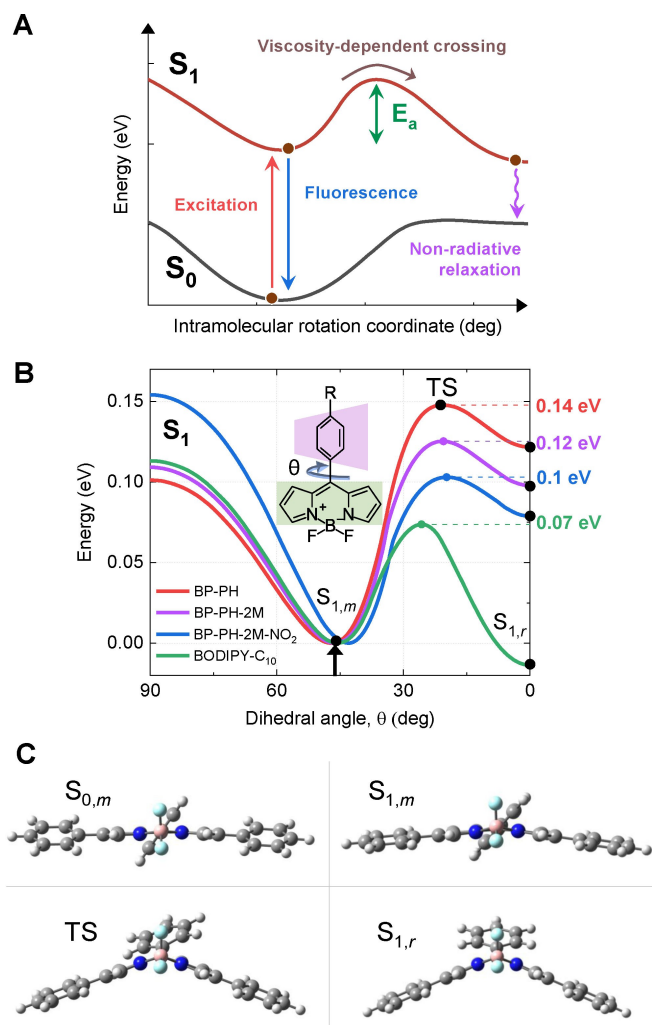 A
S1
Viscosity-dependent crossing
Ea
Excitation
Fluorescence
S0
Non-radiative
relaxation
Energy (eV)
Intramolecular rotation coordinate (deg)
B
S1
R
θ
N
+
N
F
B
F
TS
0.14 eV
0.12 eV
0.1 eV
0.07 eV
S1,m
S1,r
BP-PH
BP-PH-2M
BP-PH-2M-NO2
BODIPY-C10
0.15
0.10
0.05
0.00
Energy (eV)
90
60
30
0
Dihedral angle, θ (deg)
C
S0,m
S1,m
TS
S1,r